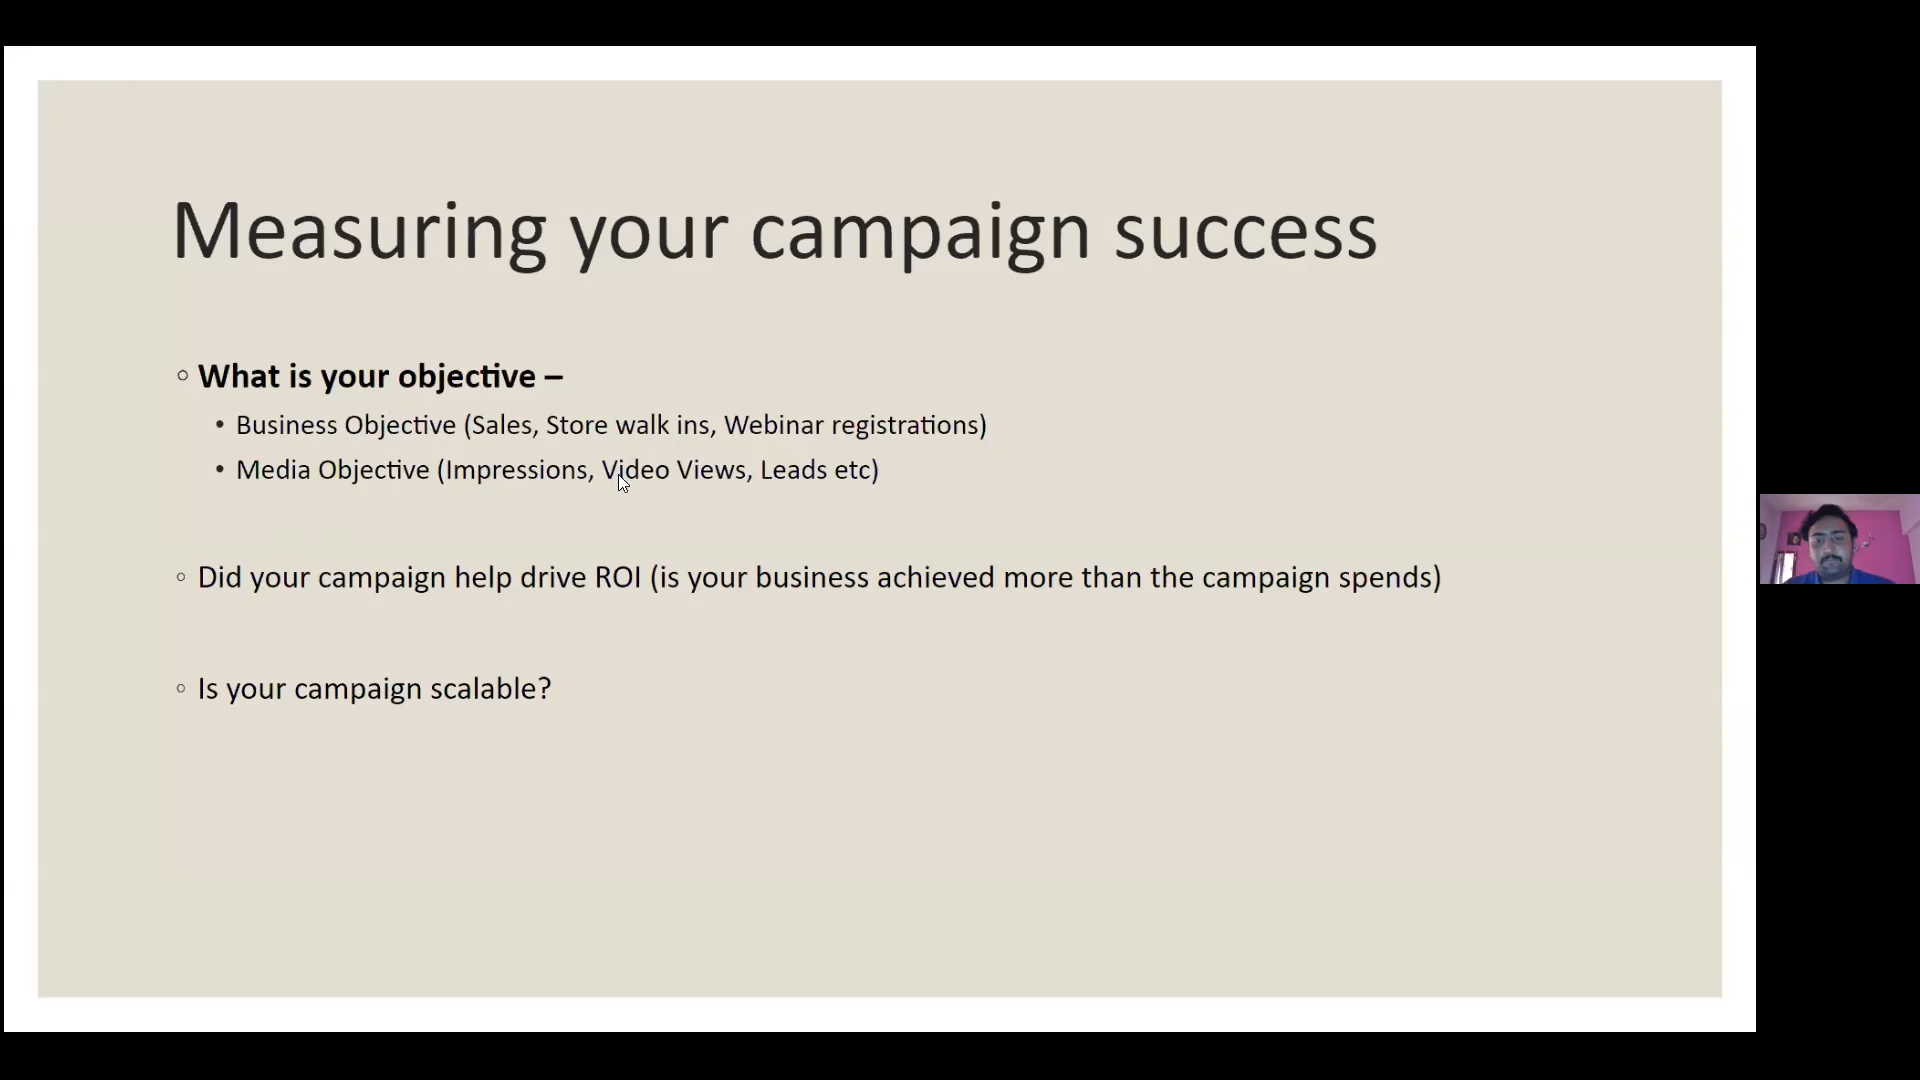 Measuring your campaign success
What is your objective –
Business Objective (Sales, Store walk ins, Webinar registrations)
Media Objective (Impressions, Video Views, Leads etc)
Did your campaign help drive ROI (is your business achieved more than the campaign spends)
Is your campaign scalable?